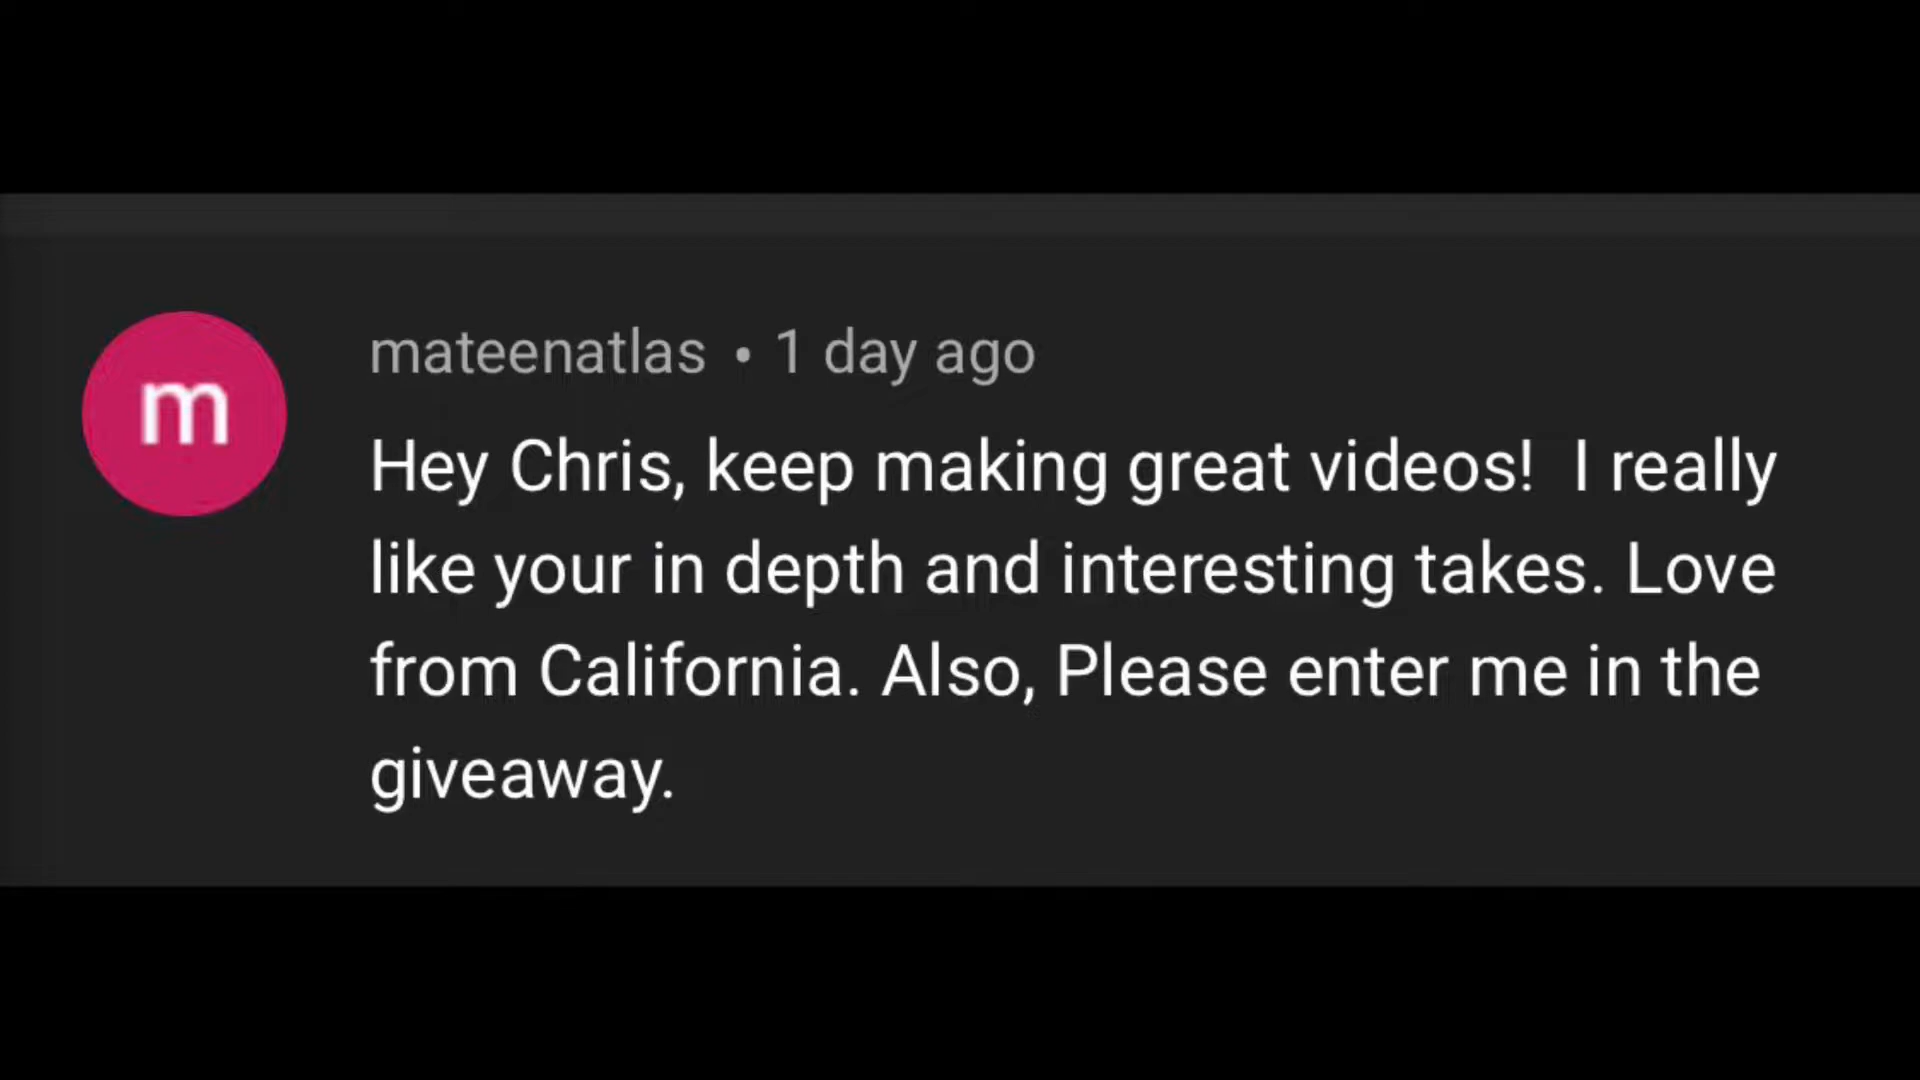 m
mateenatlas • 1 day ago
Hey Chris, keep making great videos!  I really
like your in depth and interesting takes. Love
from California. Also, Please enter me in the
giveaway.